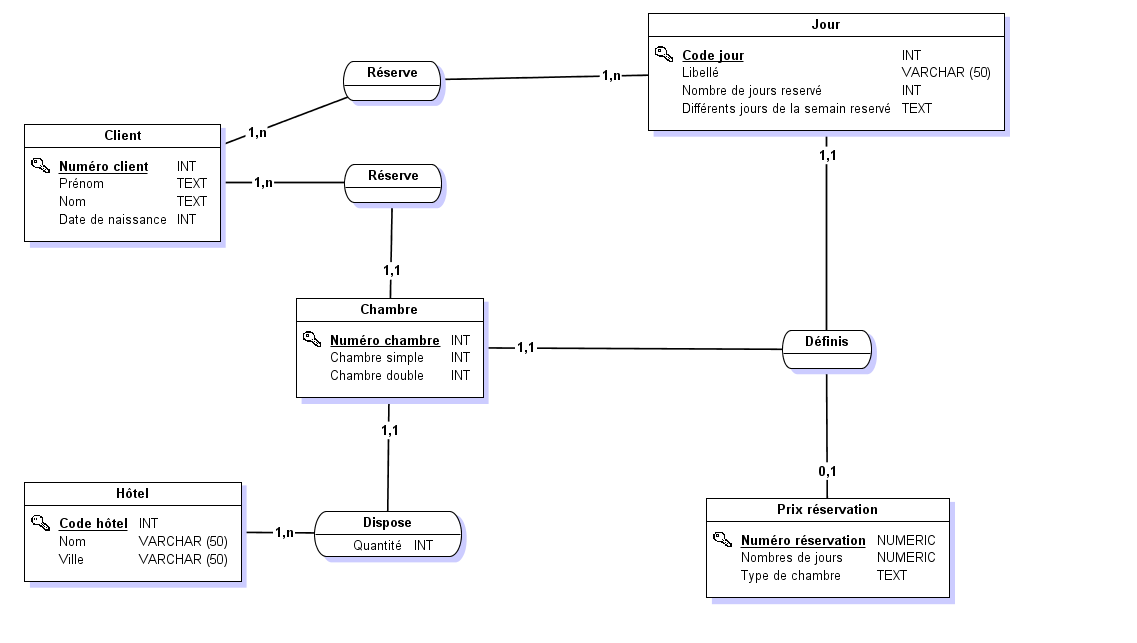 Jour
Code jour INT
Libellé VARCHAR (50)
Nombre de jours reservé INT
Différents jours de la semain reservé TEXT
Réserve
1,n
1,n
Client
Numéro client INT
Prénom TEXT
Nom TEXT
Date de naissance INT
1,n
Réserve
1,1
1,1
Chambre
Numéro chambre INT
Chambre simple INT
Chambre double INT
1,1
Définis
1,1
0,1
Hôtel
Code hôtel INT
Nom VARCHAR (50)
Ville VARCHAR (50)
1,n
Dispose
Quantité INT
Prix réservation
Numéro réservation NUMERIC
Nombres de jours NUMERIC
Type de chambre TEXT